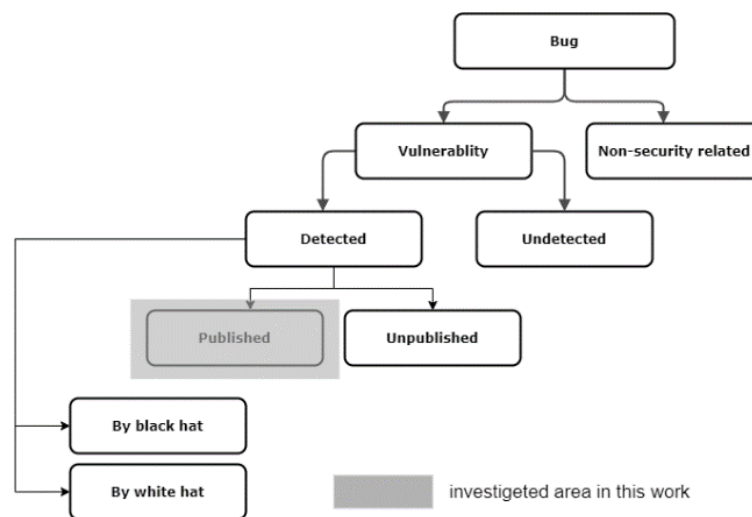 Bug
Vulnerablity
Non-security related
Detected
Undetected
Published
Unpublished
By black hat
By white hat
investigeted area in this work